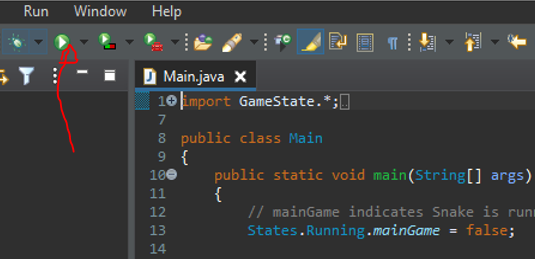 Run Window Help
Main.java
1 import GameState.*;
7
8 public class Main
9 {
10 public static void main(String[] args)
11 {
12 // mainGame indicates Snake is runn
13 States.Running.mainGame = false;
14